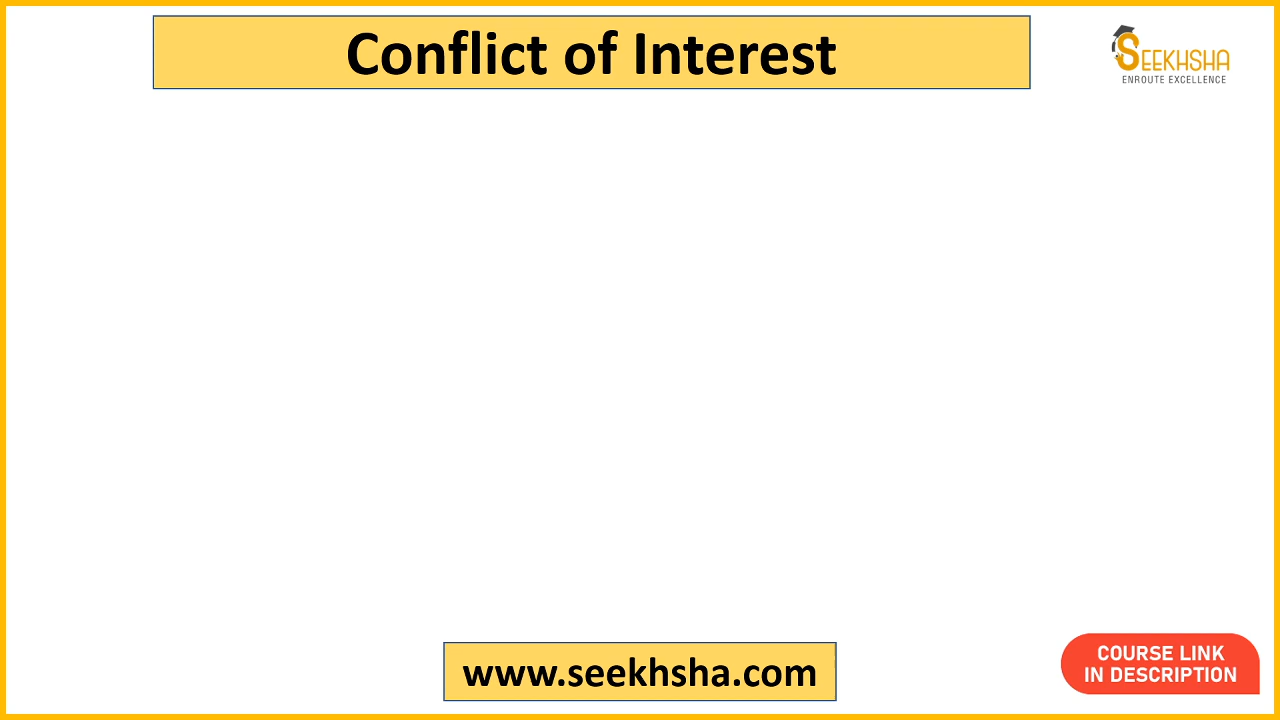 Conflict of Interest
SEEKHSHA
ENROUTE EXCELLENCE
www.seekhsha.com
COURSE LINK
IN DESCRIPTION